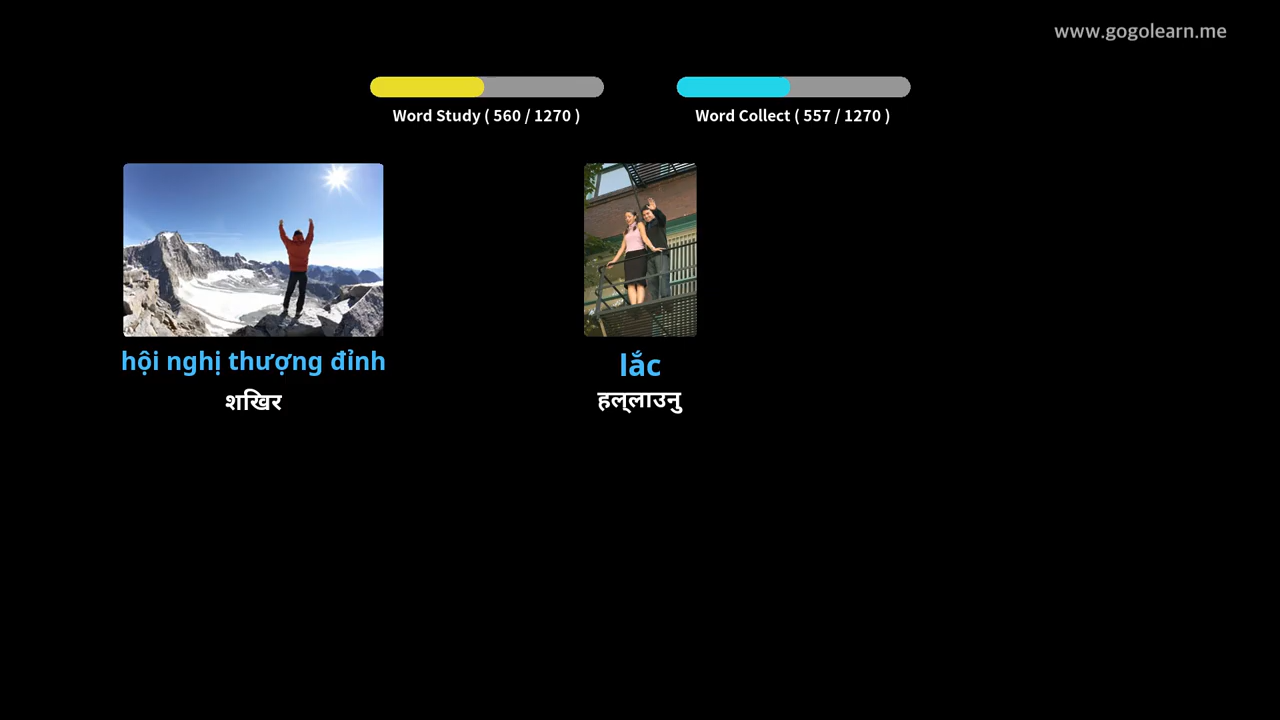 www.gogolearn.me
Word Study ( 560 / 1270 )
Word Collect ( 557 / 1270 )
hội nghị thượng đỉnh
शिखर
lắc
हल्लाउनु